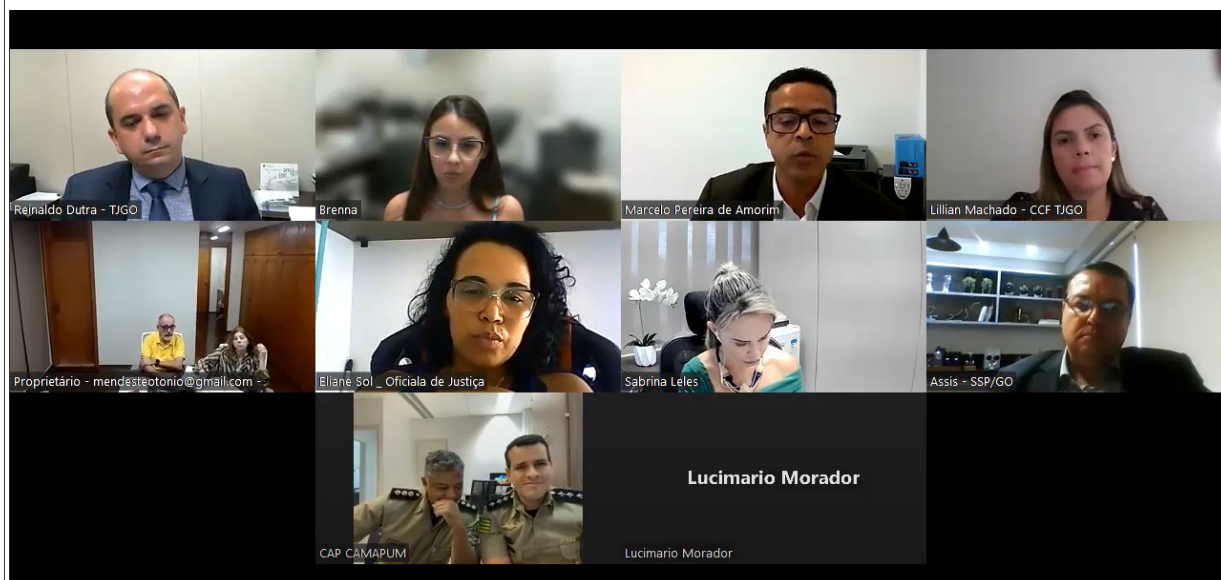 Reinaldo Dutra - TJGO
Brenna
Marcelo Pereira de Amorim
Lillian Machado - CCF TJGO
Proprietário - mendesteotonio@gmail.com -
Eliane Sol _ Oficiala de Justiça
Sabrina Leles
Assis - SSP/GO
CAP CAMAPUM
Lucimario Morador
Lucimario Morador